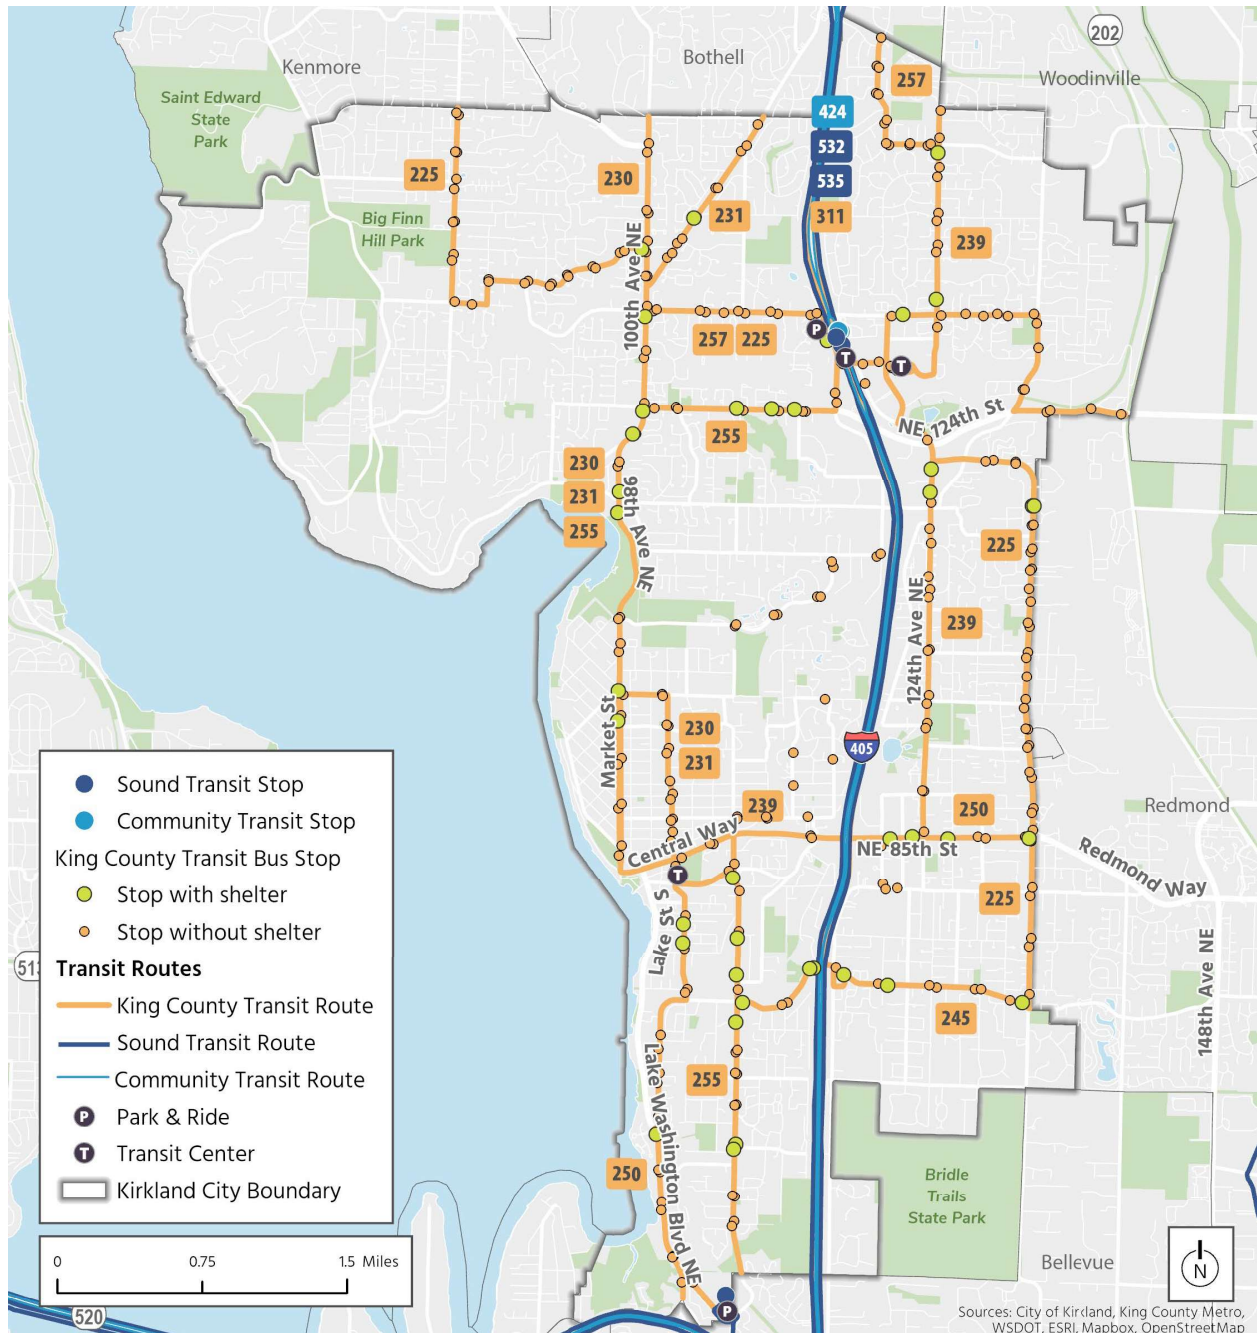 Kenmore
Bothell
202
Woodinville
Saint Edward
State
Park
257
424
532
535
311
225
230
231
239
Big Finn
Hill Park
100th Ave NE
257
225
NE 124th St
255
230
231
255
98th Ave NE
225
239
124th Ave NE
Market St
230
231
405
239
250
Redmond
Central Way
NE 85th St
Redmond Way
225
Lake St S
148th Ave NE
245
255
Lake Washington Blvd NE
250
Bridle
Trails
State Park
Bellevue
513
520
Sound Transit Stop
Community Transit Stop
King County Transit Bus Stop
Stop with shelter
Stop without shelter
Transit Routes
King County Transit Route
Sound Transit Route
Community Transit Route
P Park & Ride
T Transit Center
Kirkland City Boundary
0 0.75 1.5 Miles
N
P
T
T
T
P
Sources: City of Kirkland, King County Metro,
WSDOT, ESRI, Mapbox, OpenStreetMap